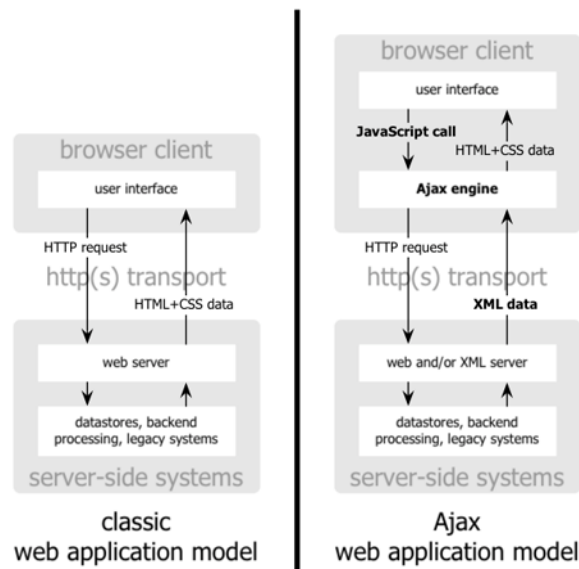 browser client
user interface
HTTP request
http(s) transport
HTML+CSS data
web server
datastores, backend
processing, legacy systems
server-side systems
classic
web application model
browser client
user interface
JavaScript call
HTML+CSS data
Ajax engine
HTTP request
http(s) transport
XML data
web and/or XML server
datastores, backend
processing, legacy systems
server-side systems
Ajax
web application model